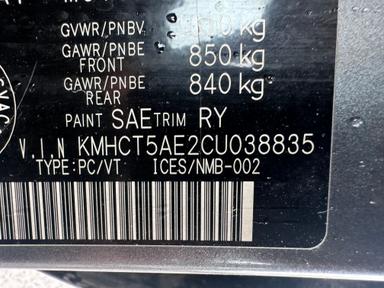 GVWR/PNBV
GAWR/PNBE FRONT 850 kg
GAWR/PNBE REAR 840 kg
PAINT SAE TRIM RY
V.I.N KMHCT5AE2CU038835
TYPE:PC/VT ICES/NMB-002